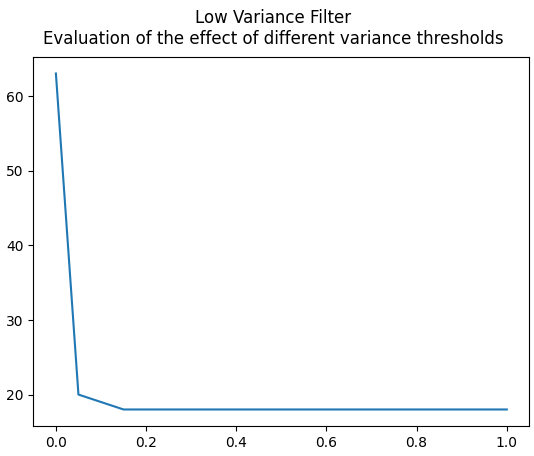 Low Variance Filter
Evaluation of the effect of different variance thresholds
60
50
40
30
20
0.0 0.2 0.4 0.6 0.8 1.0